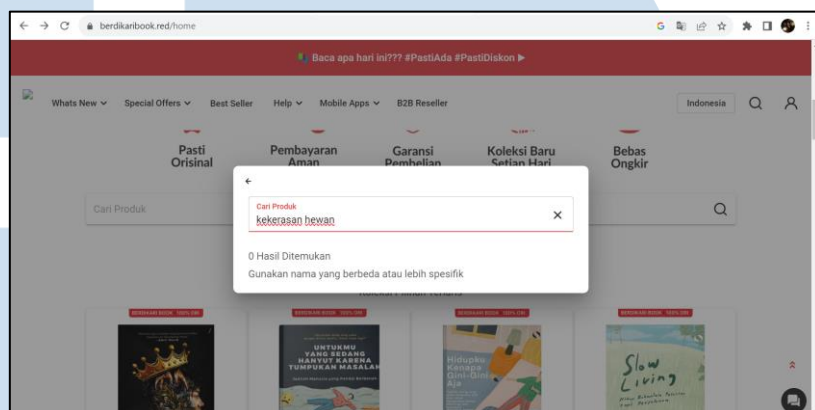 berdikaribook.red/home
Baca apa hari ini??? #PastiAda #PastiDiskon
Whats New Special Offers Best Seller Help Mobile Apps B2B Reseller Indonesia
Pasti Orisinal
Pembayaran Aman
Garansi Pembelian
Koleksi Baru Setiap Hari
Bebas Ongkir
Cari Produk
Cari Produk
kekerasan hewan
0 Hasil Ditemukan
Gunakan nama yang berbeda atau lebih spesifik
UNTUKMU
YANG SEDANG
HANYUT KARENA
TUMPUKAN MASALAH
Hidupku
Kenapa
Gini-Gini
Aja
Slow
Living